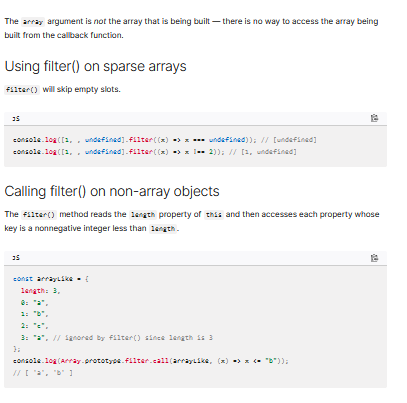 The array argument is not the array that is being built — there is no way to access the array being
built from the callback function.
Using filter() on sparse arrays
filter() will skip empty slots.
JS
console.log([1, , undefined].filter((x) => x === undefined)); // [undefined]
console.log([1, , undefined].filter((x) => x !== 2)); // [1, undefined]
Calling filter() on non-array objects
The filter() method reads the length property of this and then accesses each property whose
key is a nonnegative integer less than length.
JS
const arrayLike = {
length: 3,
0: "a",
1: "b",
2: "c",
3: "a", // ignored by filter() since length is 3
};
console.log(Array.prototype.filter.call(arrayLike, (x) => x <= "b"));
// [ 'a', 'b' ]